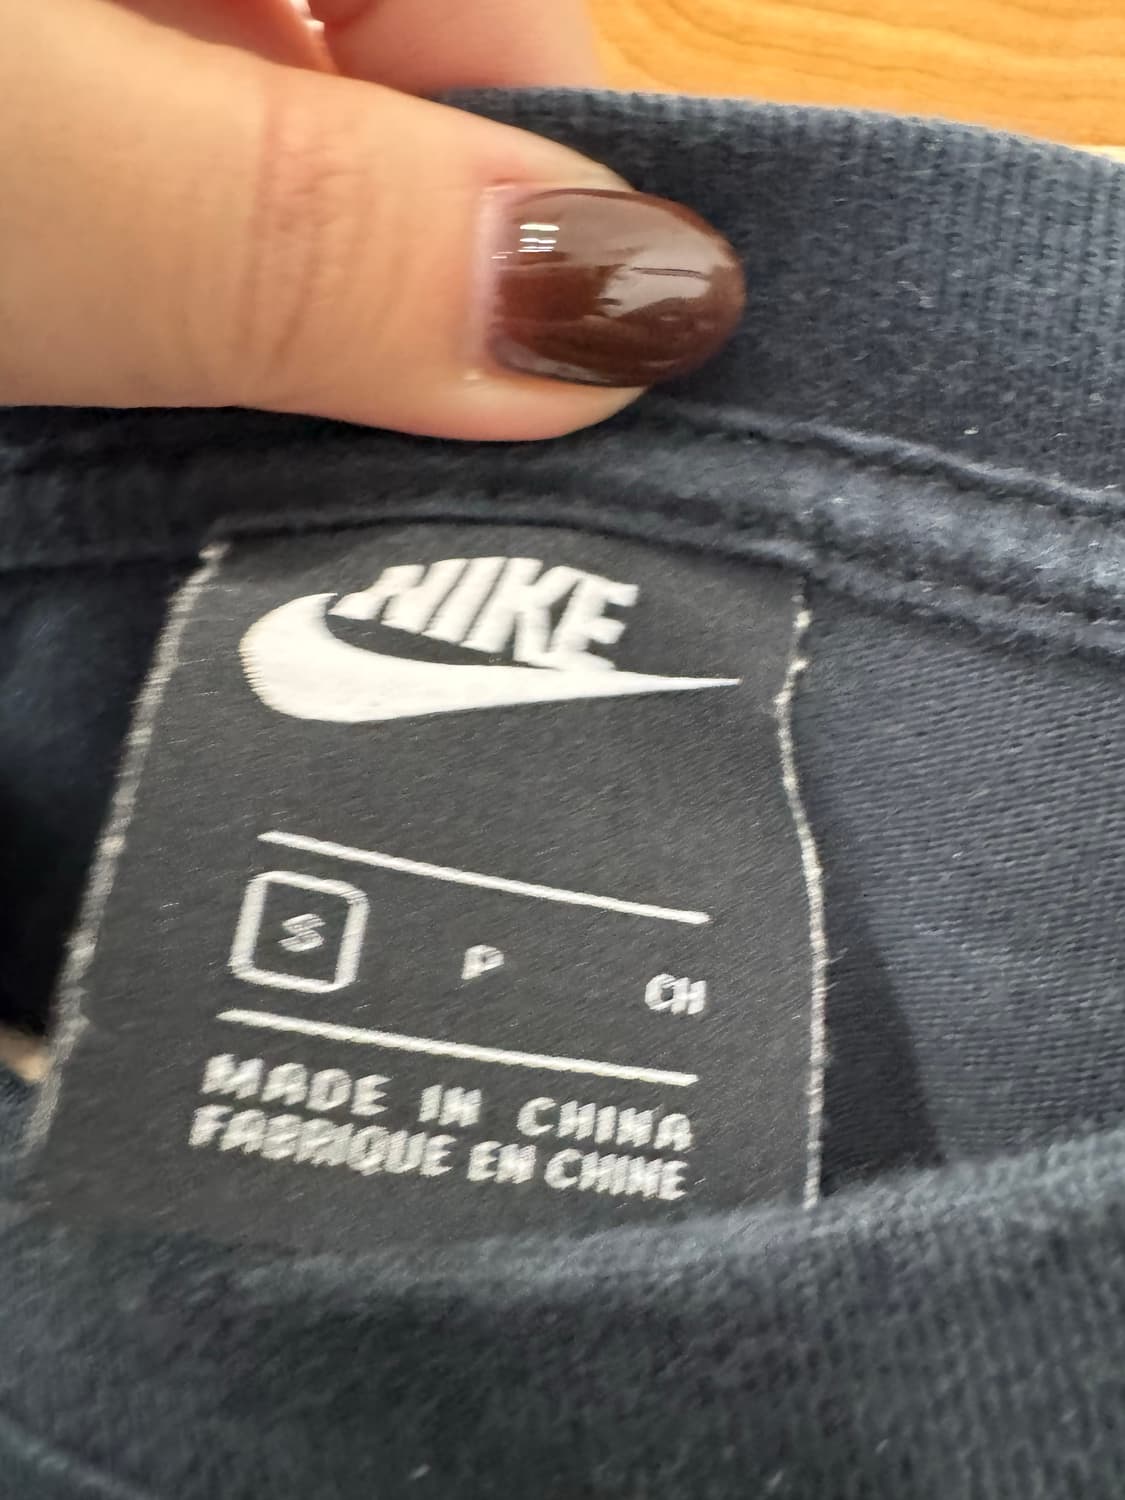 NIKE
S P CH
MADE IN CHINA
FABRIQUE EN CHINE